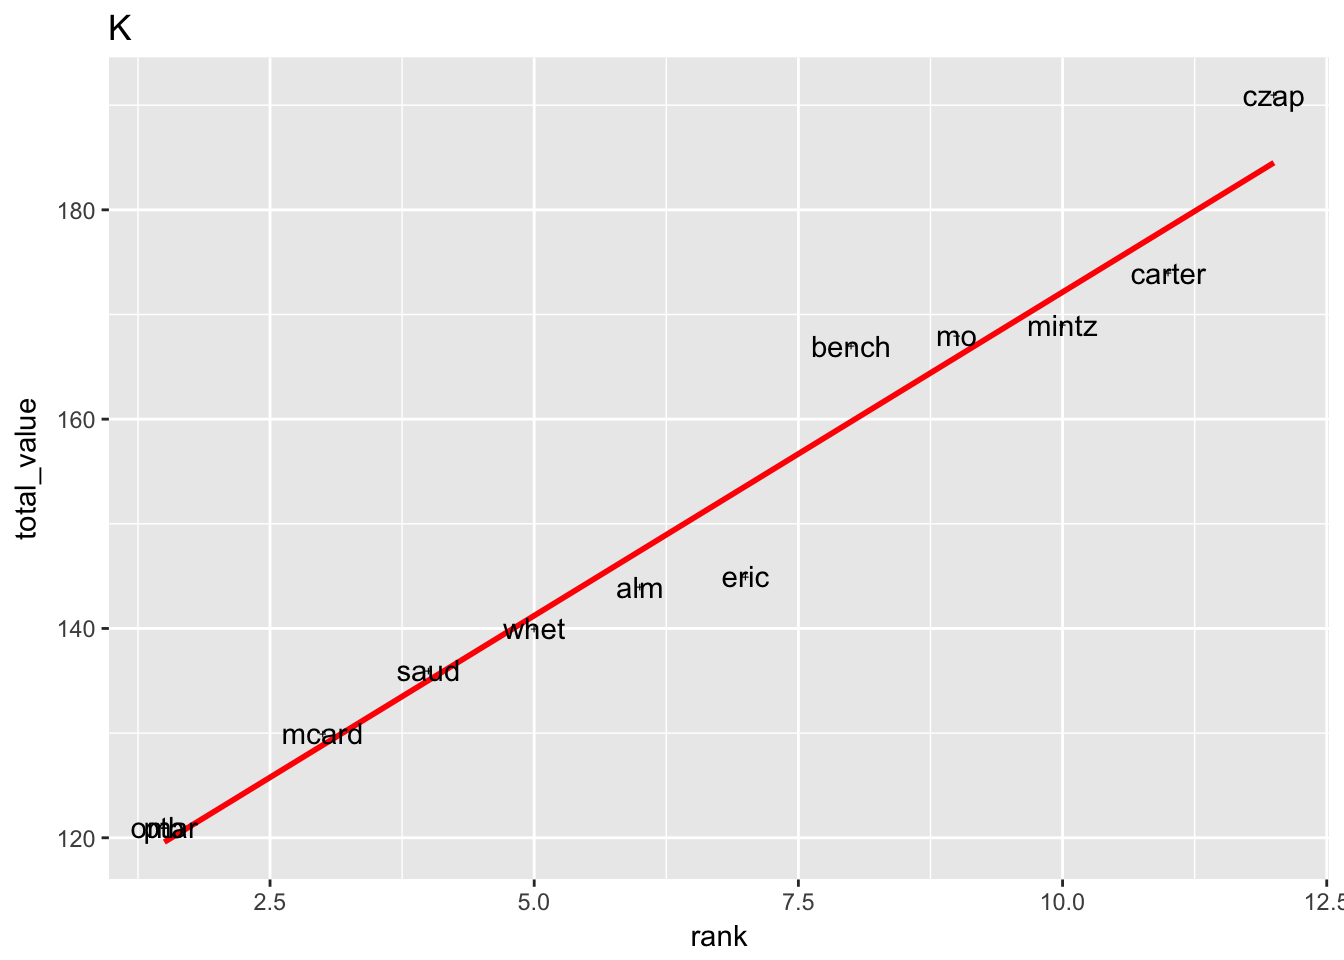 K
czap
180
carter
mintz
mo
bench
160
total_value
eric
alm
140
whet
saud
mcard
120
2.5 5.0 7.5 10.0 12.5
rank